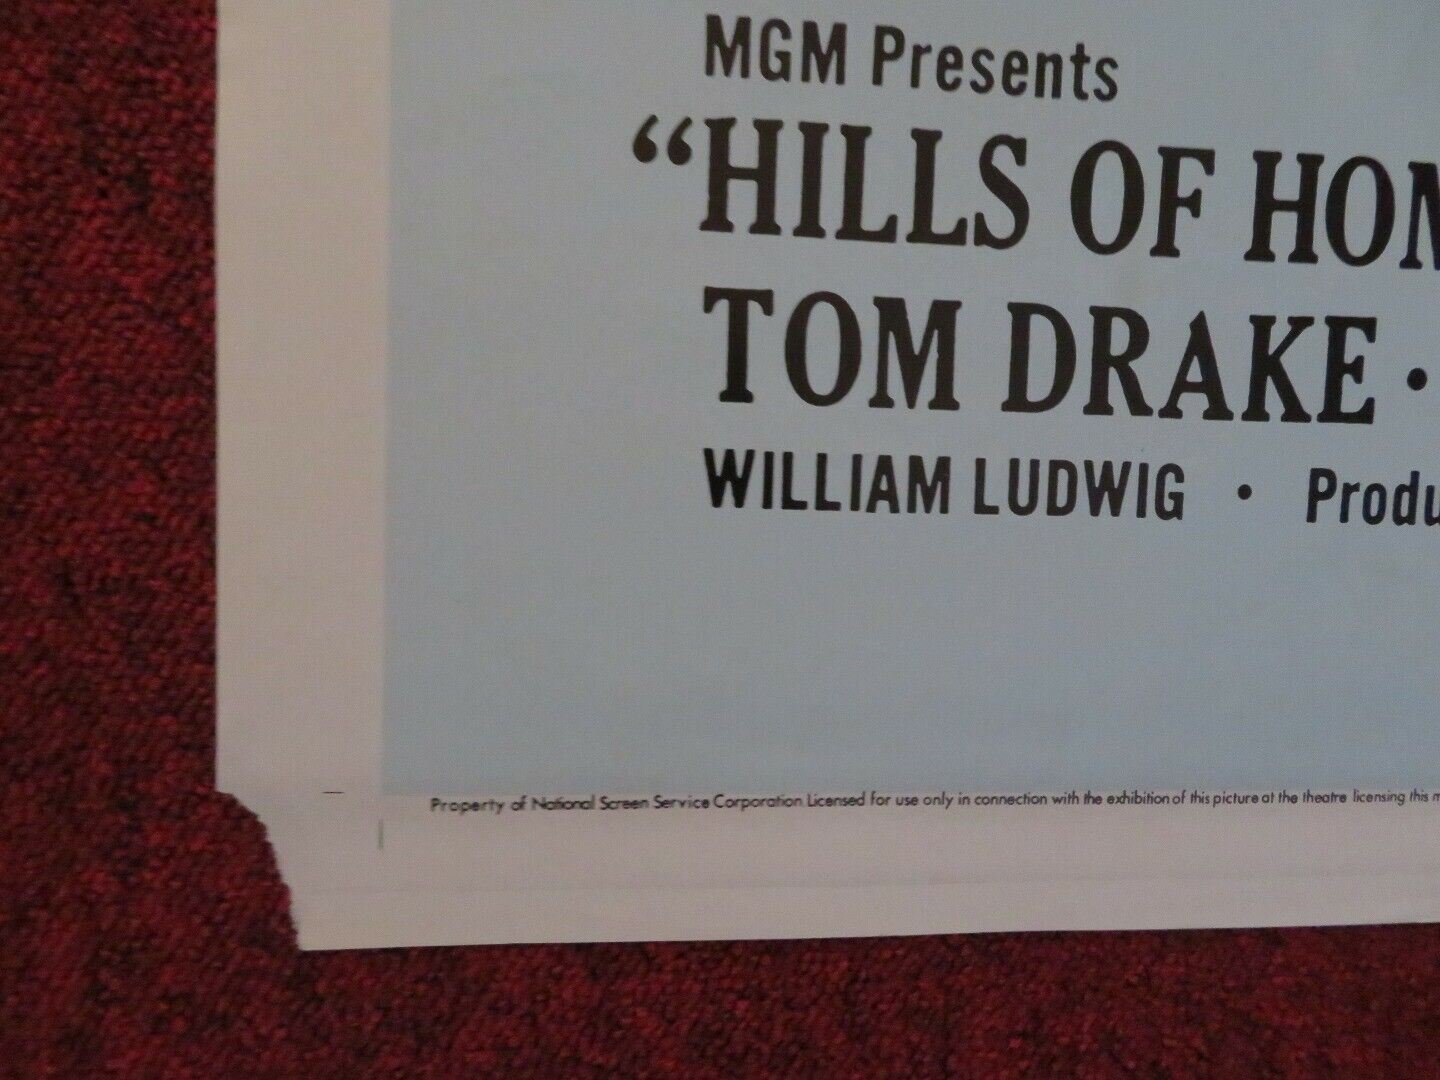 MGM Presents
“HILLS OF HOM
TOM DRAKE •
WILLIAM LUDWIG • Produ
Property of National Screen Service Corporation. Licensed for use only in connection with the exhibition of this picture at the theatre licensing this m